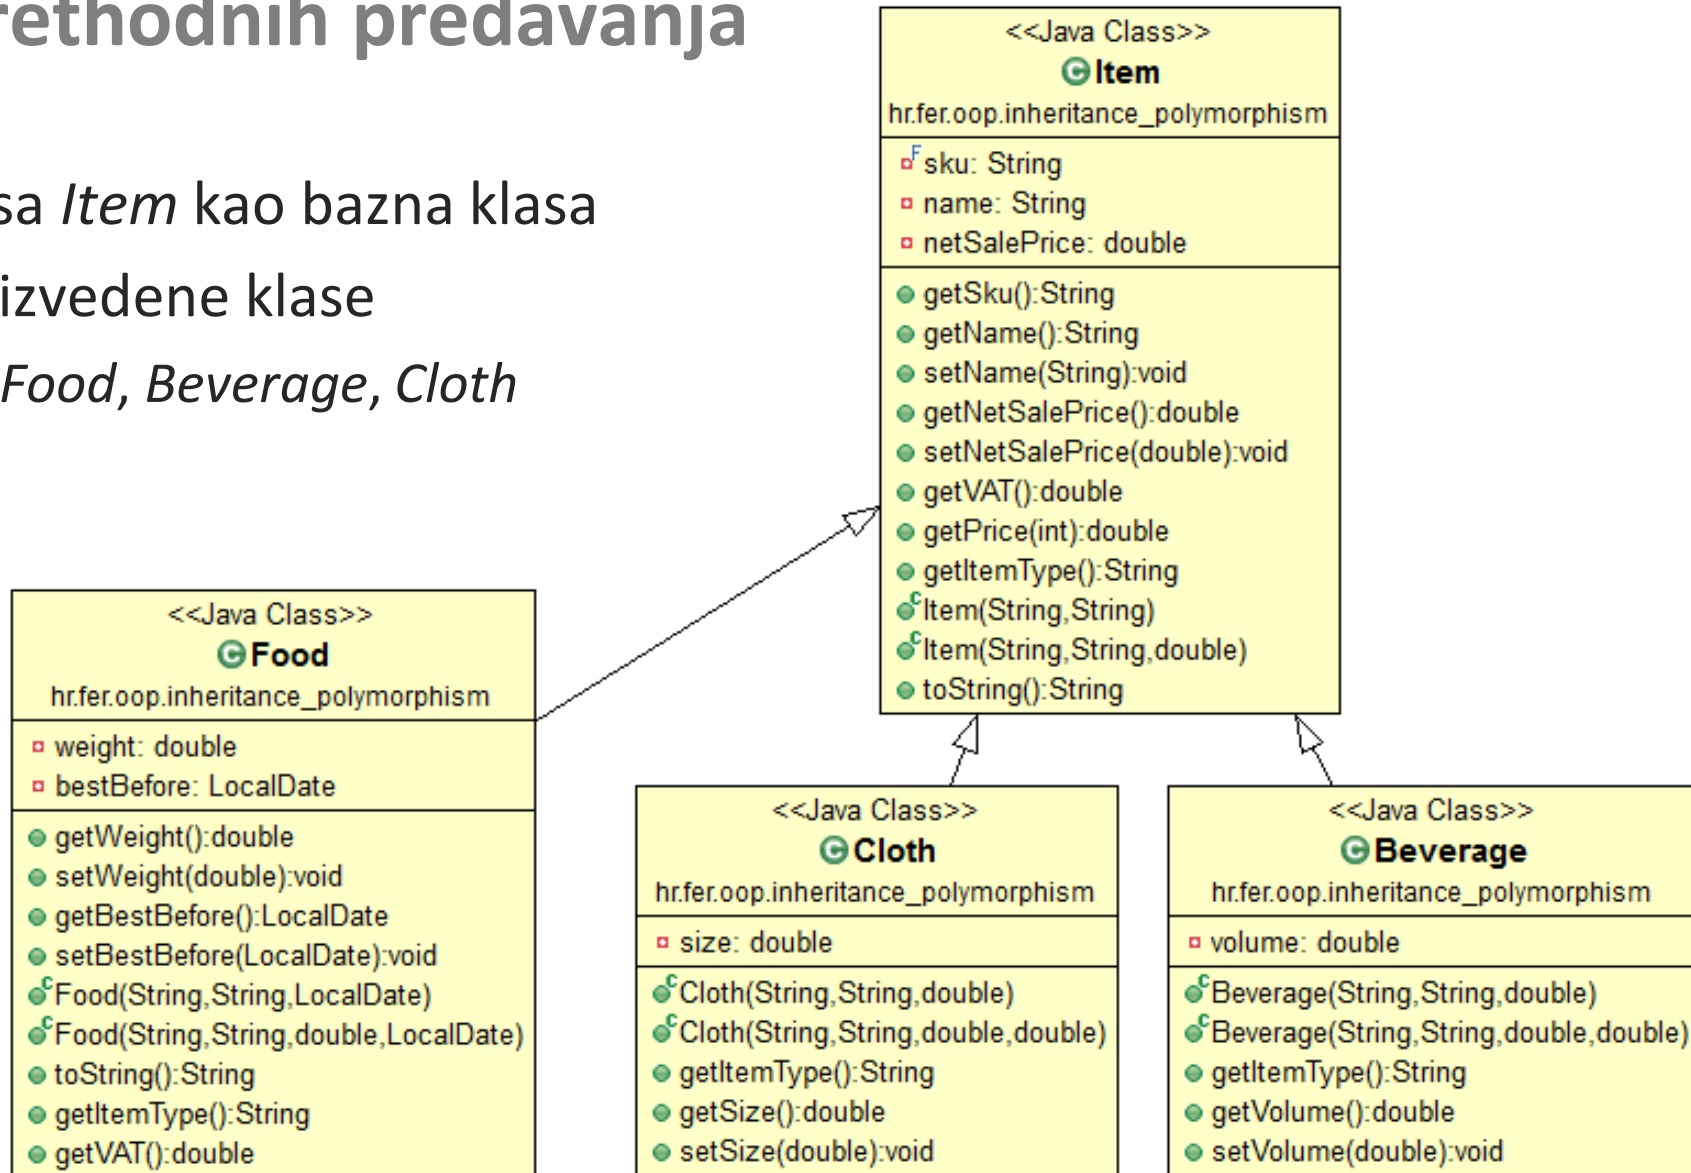 rethodnih predavanja
sa Item kao bazna klasa
izvedene klase
Food, Beverage, Cloth
<<Java Class>>
Item
hr.fer.oop.inheritance_polymorphism
sku: String
name: String
netSalePrice: double
getSku():String
getName():String
setName(String):void
getNetSalePrice():double
setNetSalePrice(double):void
getVAT():double
getPrice(int):double
getItemType():String
Item(String,String)
Item(String,String,double)
toString():String
<<Java Class>>
Food
hr.fer.oop.inheritance_polymorphism
weight: double
bestBefore: LocalDate
getWeight():double
setWeight(double):void
getBestBefore():LocalDate
setBestBefore(LocalDate):void
Food(String,String,LocalDate)
Food(String,String,double,LocalDate)
toString():String
getItemType():String
getVAT():double
<<Java Class>>
Cloth
hr.fer.oop.inheritance_polymorphism
size: double
Cloth(String,String,double)
Cloth(String,String,double,double)
getItemType():String
getSize():double
setSize(double):void
<<Java Class>>
Beverage
hr.fer.oop.inheritance_polymorphism
volume: double
Beverage(String,String,double)
Beverage(String,String,double,double)
getItemType():String
getVolume():double
setVolume(double):void